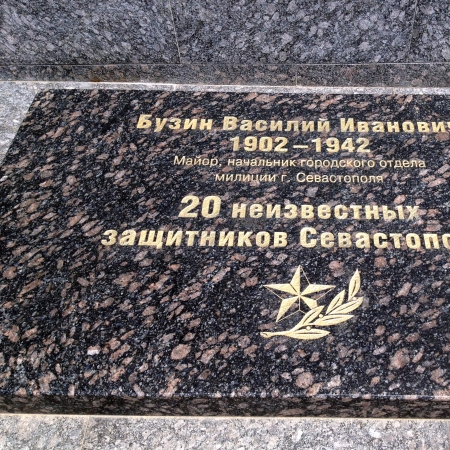 Бузин Василий Иванович
1902 – 1942
Майор, начальник городского отдела
милиции г. Севастополя
20 неизвестных
защитников Севастопо